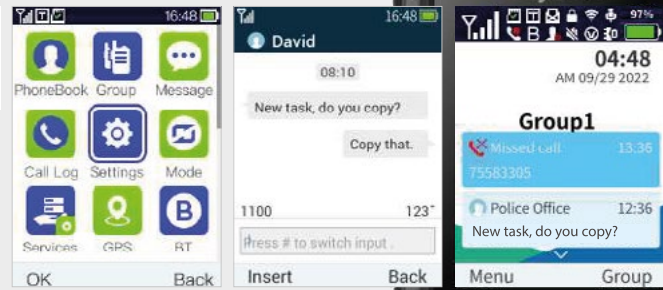 16:48
PhoneBook Group Message
Call Log Settings Mode
Services GPS BT
OK Back
16:48
David
08:10
New task, do you copy?
Copy that.
1100 123
Press # to switch input .
Insert Back
97%
04:48
AM 09/29 2022
Group1
Missed call 13:36
75583305
Police Office 12:36
New task, do you copy?
Menu Group